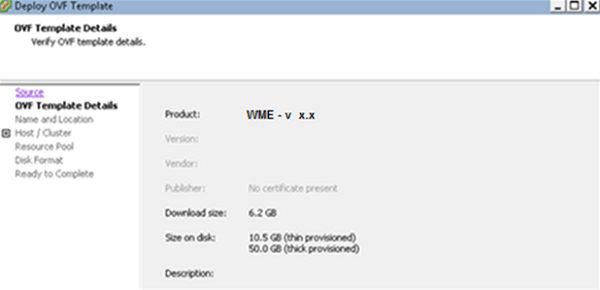 Deploy OVF Template
OVF Template Details
Verify OVF template details.
Source
OVF Template Details
Name and Location
Host / Cluster
Resource Pool
Disk Format
Ready to Complete
Product: WME - v x.x
Version:
Vendor:
Publisher: No certificate present
Download size: 6.2 GB
Size on disk: 10.5 GB (thin provisioned)
50.0 GB (thick provisioned)
Description: